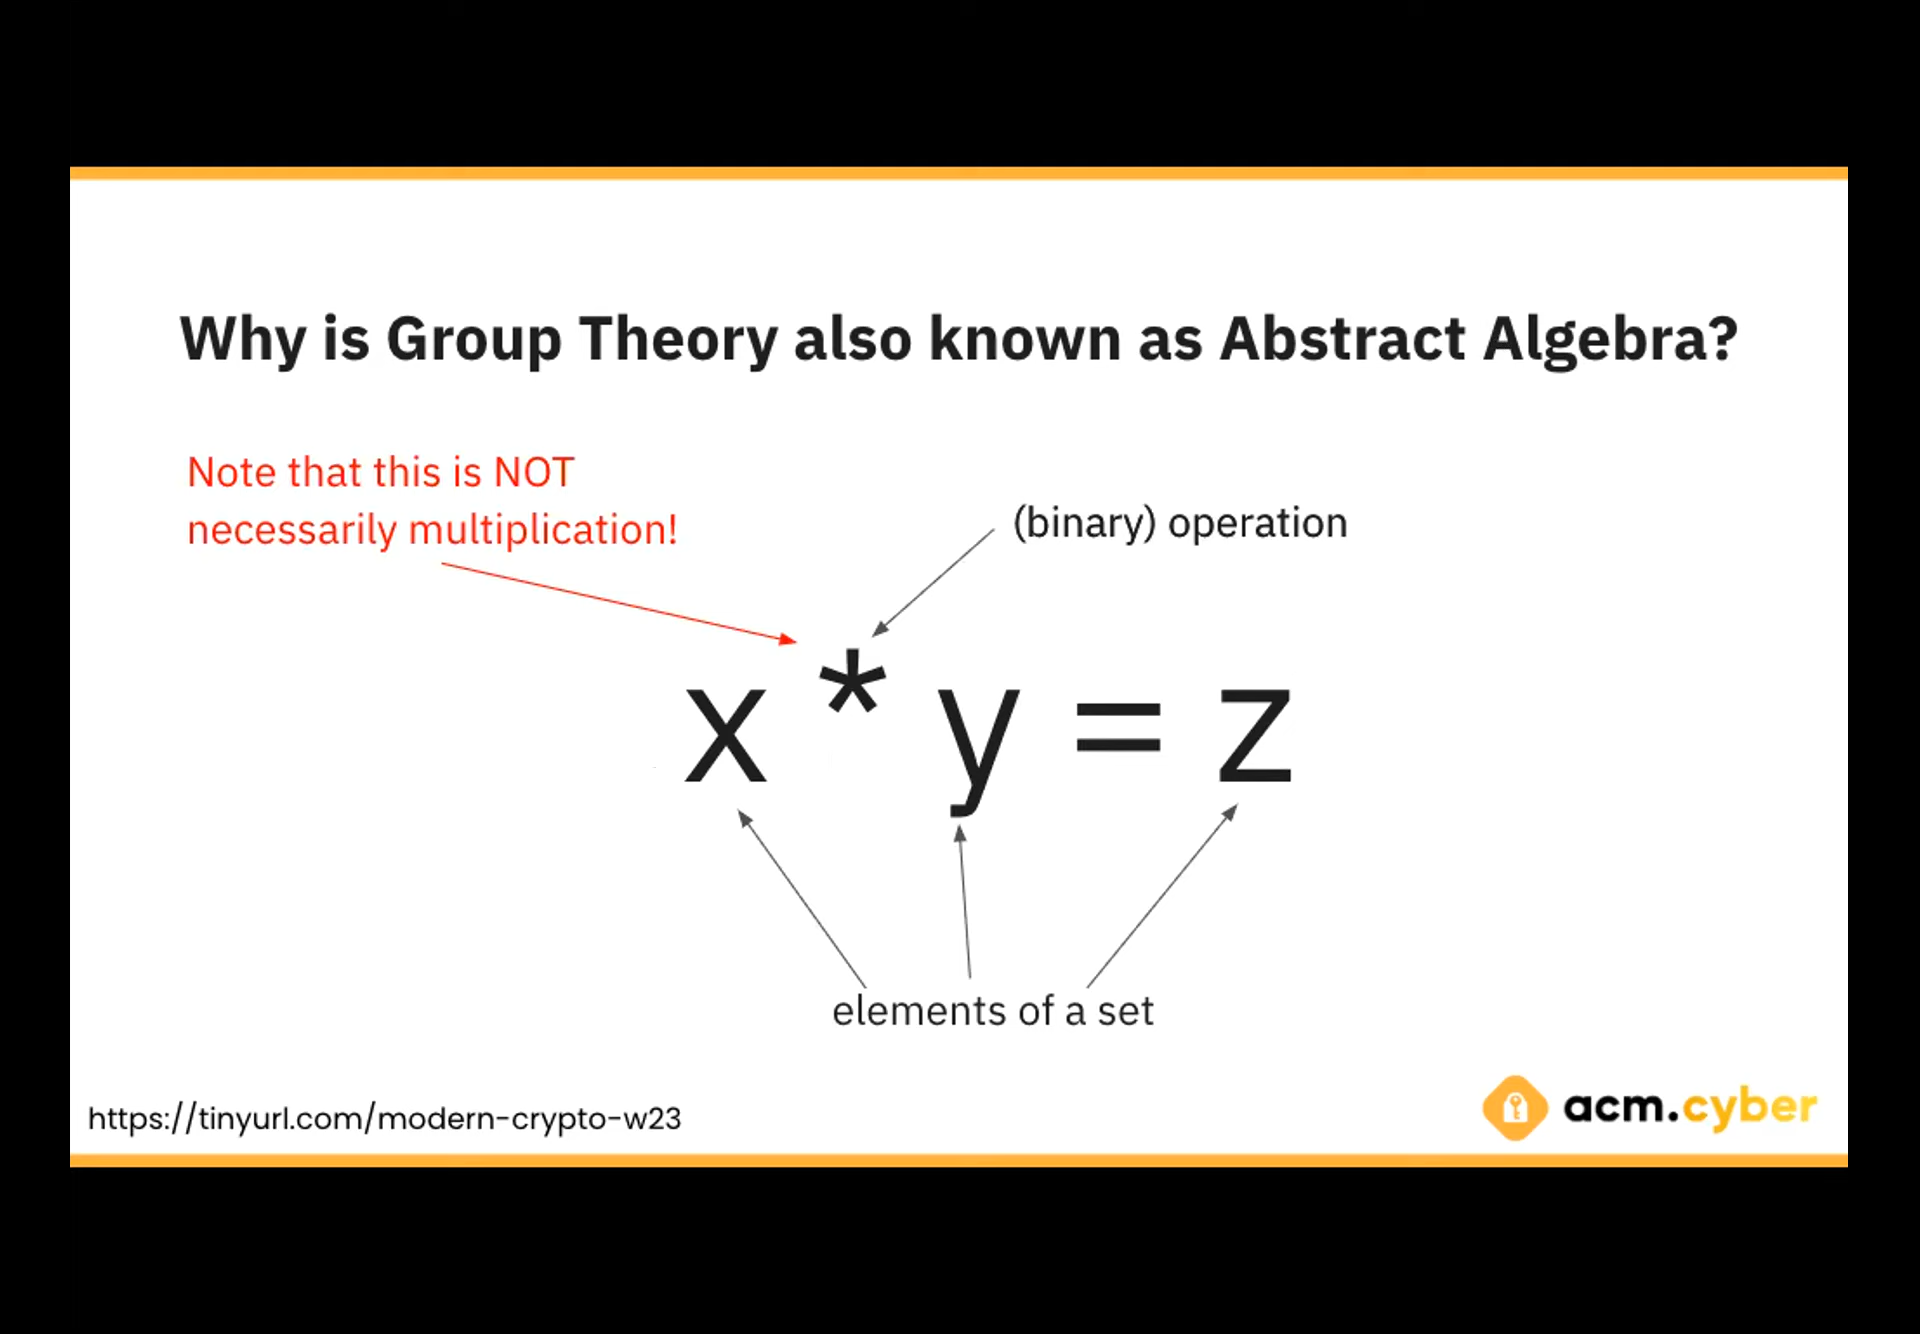 Why is Group Theory also known as Abstract Algebra?
Note that this is NOT
necessarily multiplication!
(binary) operation
x * y = z
elements of a set
https://tinyurl.com/modern-crypto-w23
acm.cyber